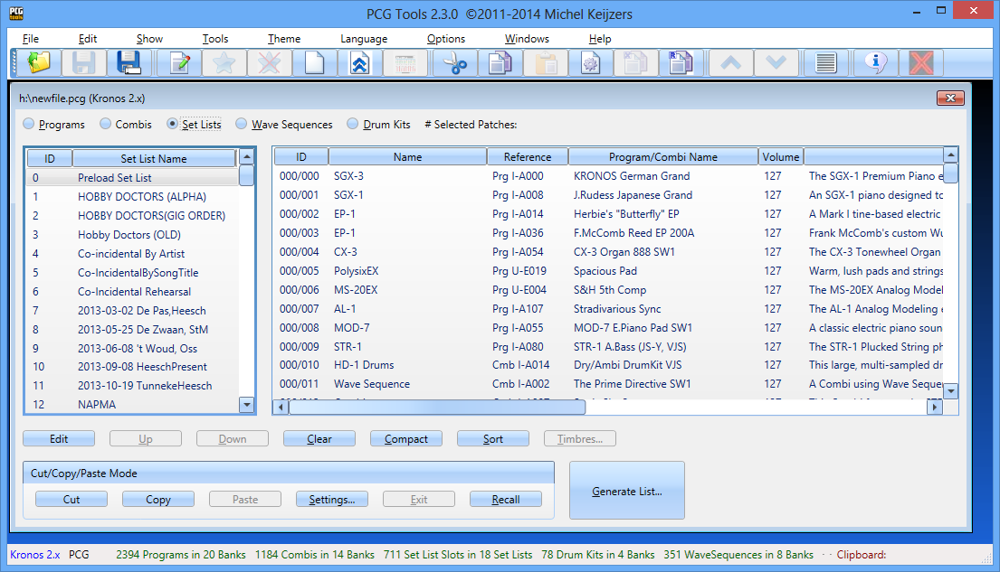 PCG TOOLS PCG Tools 2.3.0 ©2011-2014 Michel Keijzers
File Edit Show Tools Theme Language Options Windows Help
h:\newfile.pcg (Kronos 2.x)
Programs Combis Set Lists Wave Sequences Drum Kits # Selected Patches:
ID Set List Name
0 Preload Set List
1 HOBBY DOCTORS (ALPHA)
2 HOBBY DOCTORS(GIG ORDER)
3 Hobby Doctors (OLD)
4 Co-incidental By Artist
5 Co-IncidentalBySongTitle
6 Co-Incidental Rehearsal
7 2013-03-02 De Pas,Heesch
8 2013-05-25 De Zwaan, StM
9 2013-06-08 't Woud, Oss
10 2013-09-08 HeeschPresent
11 2013-10-19 TunnekeHeesch
12 NAPMA
ID Name Reference Program/Combi Name Volume
000/000 SGX-3 Prg I-A000 KRONOS German Grand 127 The SGX-1 Premium Piano e
000/001 SGX-1 Prg I-A008 J.Rudess Japanese Grand 127 An SGX-1 piano designed to
000/002 EP-1 Prg I-A014 Herbie's "Butterfly" EP 127 A Mark I tine-based electric
000/003 EP-1 Prg I-A036 F.McComb Reed EP 200A 127 Frank McComb's custom Wu
000/004 CX-3 Prg I-A054 CX-3 Organ 888 SW1 127 The CX-3 Tonewheel Organ
000/005 PolysixEX Prg U-E019 Spacious Pad 127 Warm, lush pads and strings
000/006 MS-20EX Prg U-E004 S&H 5th Comp 127 The MS-20EX Analog Model
000/007 AL-1 Prg I-A107 Stradivarious Sync 127 The AL-1 Analog Modeling
000/008 MOD-7 Prg I-A055 MOD-7 E.Piano Pad SW1 127 A classic electric piano soun
000/009 STR-1 Prg I-A080 STR-1 A.Bass (JS-Y, VJS) 127 The STR-1 Plucked String ph
000/010 HD-1 Drums Cmb I-A014 Dry/Ambi DrumKit VJS 127 This large, multi-sampled dr
000/011 Wave Sequence Cmb I-A002 The Prime Directive SW1 127 A Combi using Wave Seque
Edit Up Down Clear Compact Sort Timbres...
Cut/Copy/Paste Mode
Cut Copy Paste Settings... Exit Recall
Generate List...
Kronos 2.x PCG 2394 Programs in 20 Banks 1184 Combis in 14 Banks 711 Set List Slots in 18 Set Lists 78 Drum Kits in 4 Banks 351 WaveSequences in 8 Banks - - Clipboard: